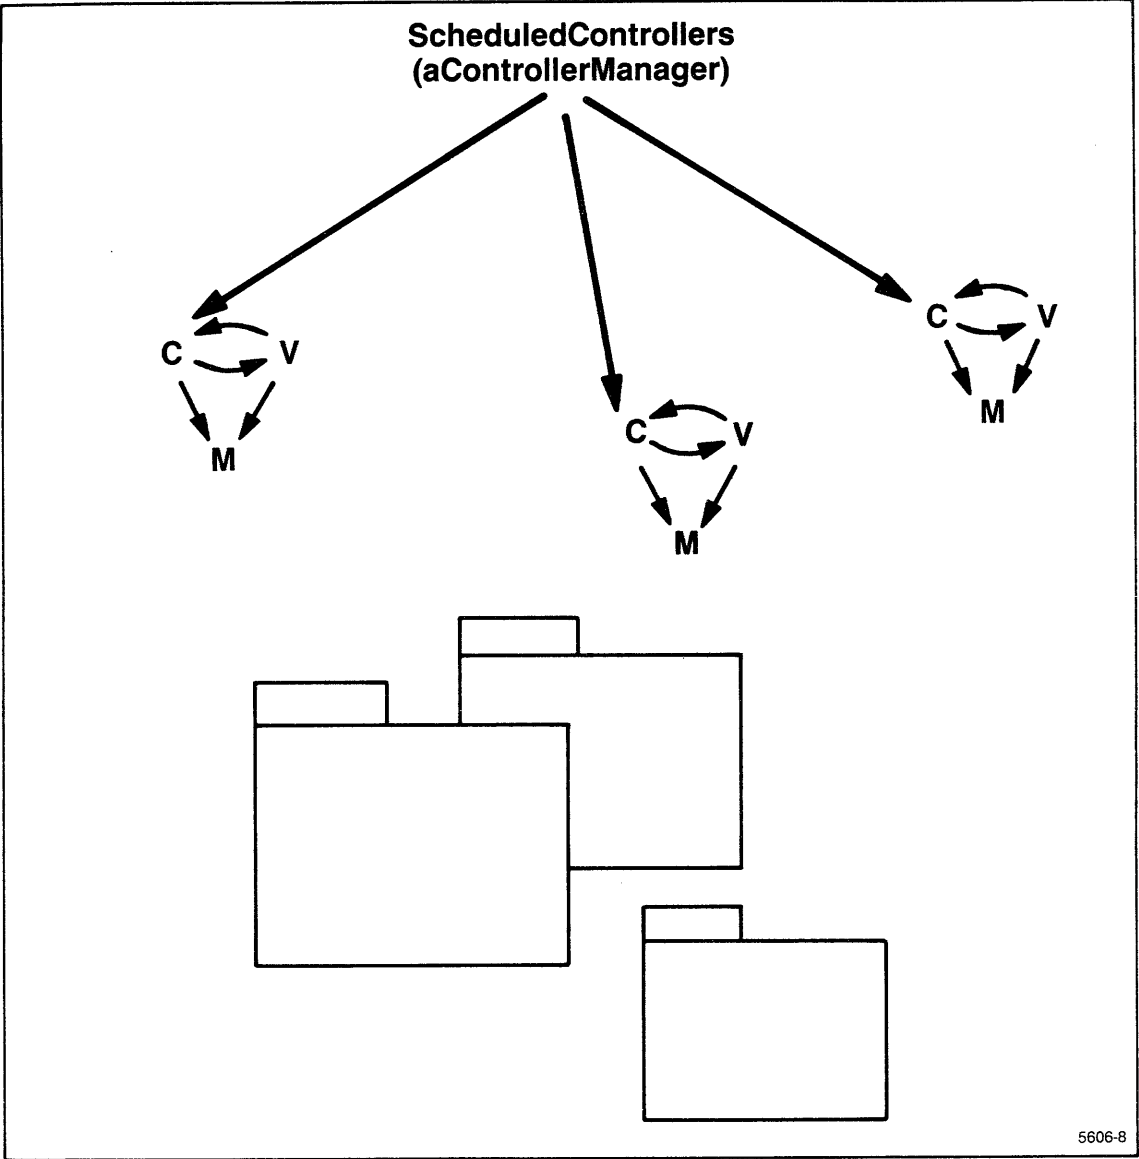 ScheduledControllers
(aControllerManager)
C V
M
C V
M
C V
M
5606-8